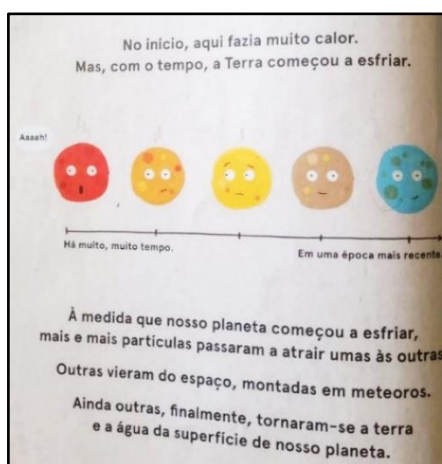 No início, aqui fazia muito calor.
Mas, com o tempo, a Terra começou a esfriar.
Aaaah!
Há muito, muito tempo.
Em uma época mais recente.
À medida que nosso planeta começou a esfriar,
mais e mais partículas passaram a atrair umas às outras
Outras vieram do espaço, montadas em meteoros.
Ainda outras, finalmente, tornaram-se a terra
e a água da superfície de nosso planeta.